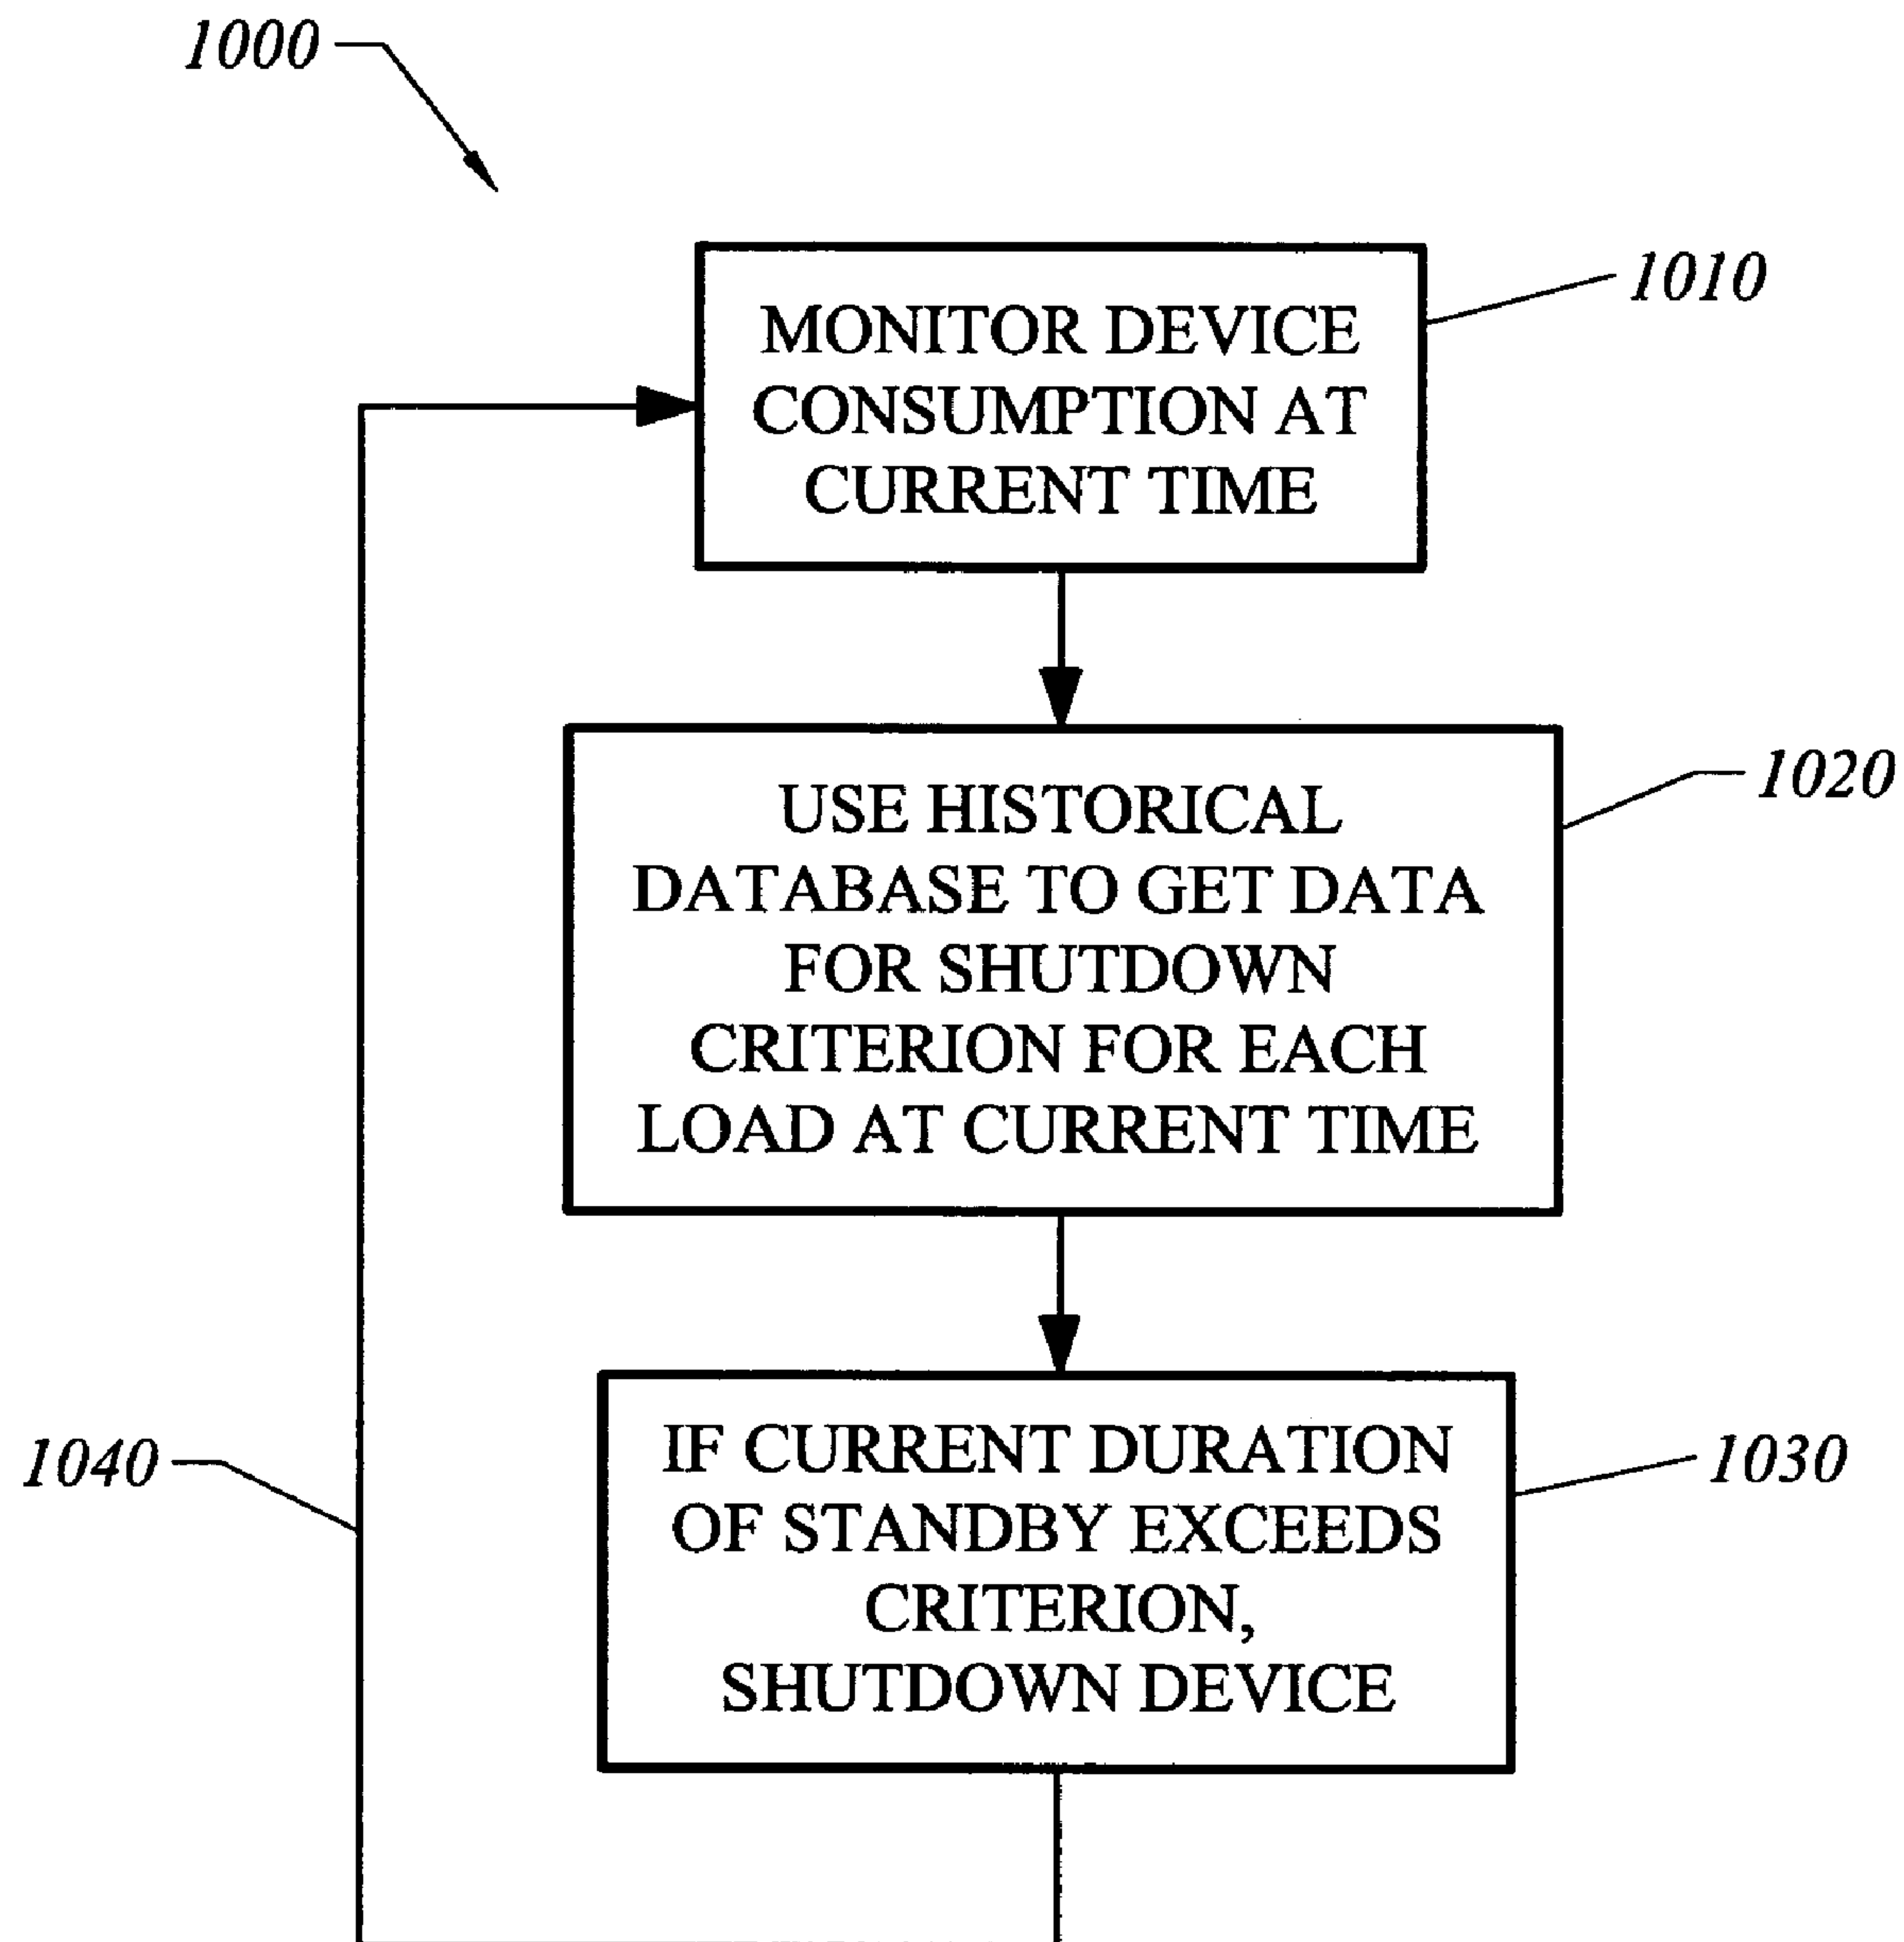 1000
MONITOR DEVICE
CONSUMPTION AT
CURRENT TIME
1010
USE HISTORICAL
DATABASE TO GET DATA
FOR SHUTDOWN
CRITERION FOR EACH
LOAD AT CURRENT TIME
1020
IF CURRENT DURATION
OF STANDBY EXCEEDS
CRITERION,
SHUTDOWN DEVICE
1030
1040